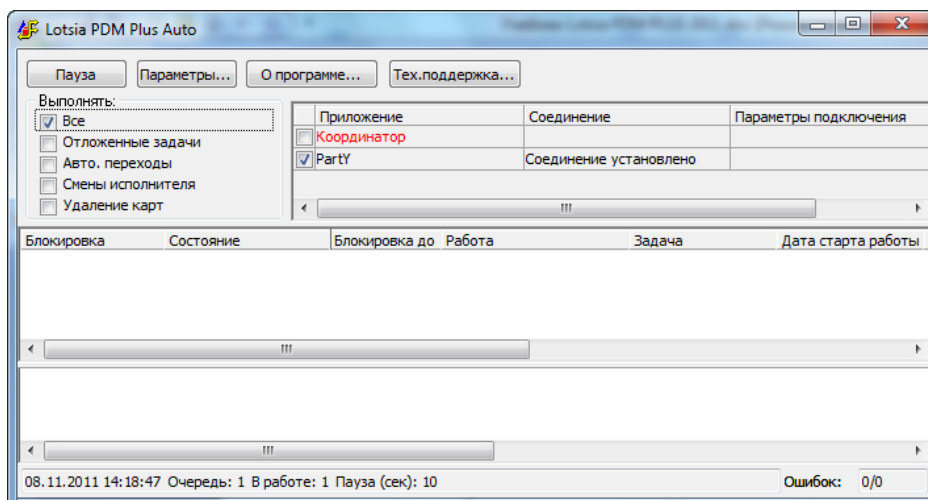 Lotsia PDM Plus Auto
Пауза Параметры... О программе... Тех.поддержка...
Выполнять:
Все
Отложенные задачи
Авто. переходы
Смены исполнителя
Удаление карт
Приложение Соединение Параметры подключения
Координатор
PartY Соединение установлено
Блокировка Состояние Блокировка до Работа Задача Дата старта работы
08.11.2011 14:18:47 Очередь: 1 В работе: 1 Пауза (сек): 10 Ошибок: 0/0